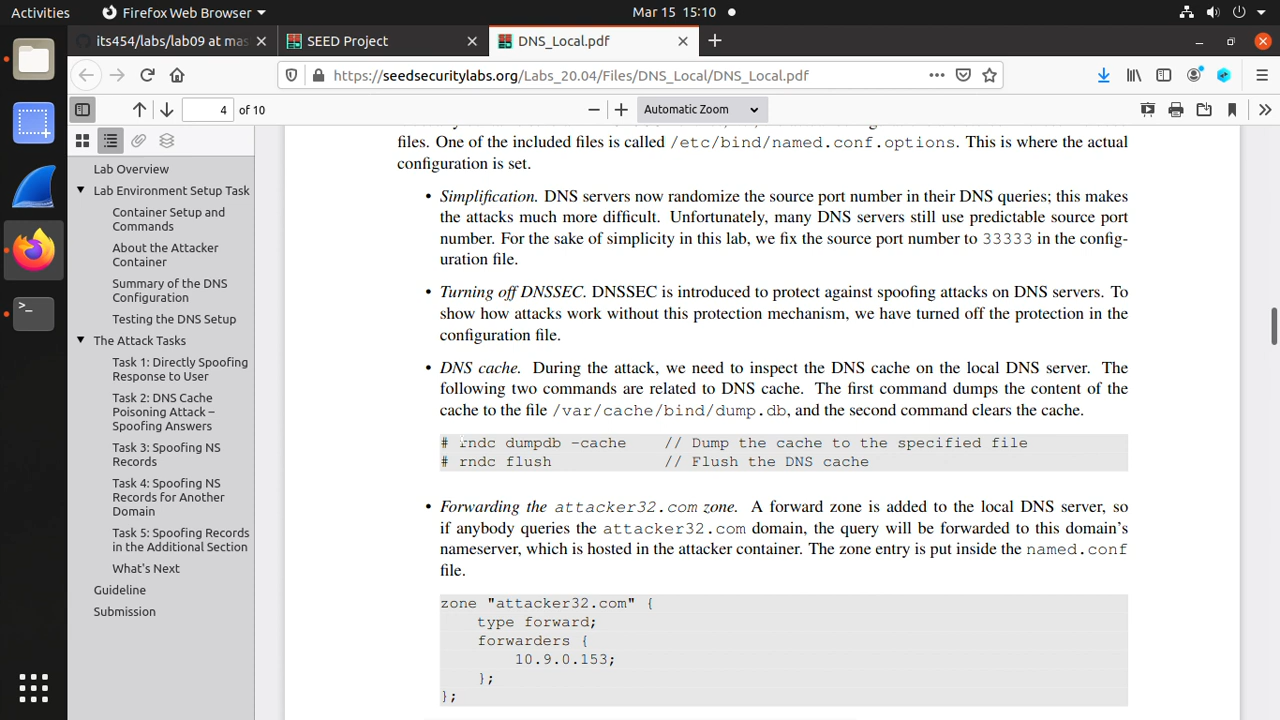 Activities
Firefox Web Browser
Mar 15 15:10
its454/labs/lab09 at mas
SEED Project
DNS_Local.pdf
https://seedsecuritylabs.org/Labs_20.04/Files/DNS_Local/DNS_Local.pdf
4 of 10
Automatic Zoom
Lab Overview
Lab Environment Setup Task
Container Setup and
Commands
About the Attacker
Container
Summary of the DNS
Configuration
Testing the DNS Setup
The Attack Tasks
Task 1: Directly Spoofing
Response to User
Task 2: DNS Cache
Poisoning Attack –
Spoofing Answers
Task 3: Spoofing NS
Records
Task 4: Spoofing NS
Records for Another
Domain
Task 5: Spoofing Records
in the Additional Section
What's Next
Guideline
Submission
files. One of the included files is called /etc/bind/named.conf.options. This is where the actual
configuration is set.
• Simplification. DNS servers now randomize the source port number in their DNS queries; this makes
the attacks much more difficult. Unfortunately, many DNS servers still use predictable source port
number. For the sake of simplicity in this lab, we fix the source port number to 33333 in the config-
uration file.
• Turning off DNSSEC. DNSSEC is introduced to protect against spoofing attacks on DNS servers. To
show how attacks work without this protection mechanism, we have turned off the protection in the
configuration file.
• DNS cache. During the attack, we need to inspect the DNS cache on the local DNS server. The
following two commands are related to DNS cache. The first command dumps the content of the
cache to the file /var/cache/bind/dump.db, and the second command clears the cache.
# rndc dumpdb -cache // Dump the cache to the specified file
# rndc flush // Flush the DNS cache
• Forwarding the attacker32.com zone. A forward zone is added to the local DNS server, so
if anybody queries the attacker32.com domain, the query will be forwarded to this domain's
nameserver, which is hosted in the attacker container. The zone entry is put inside the named.conf
file.
zone "attacker32.com" {
type forward;
forwarders {
10.9.0.153;
};
};